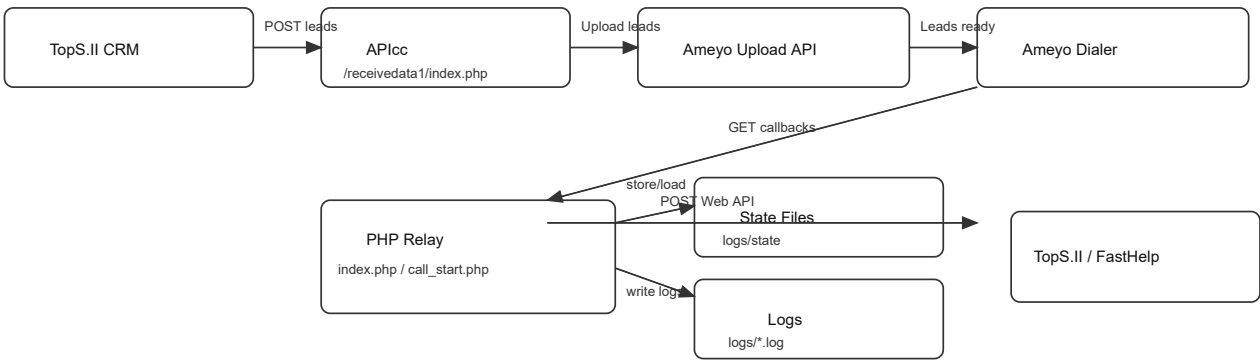 POST leads
Upload leads
Leads ready
TopS.II CRM
APIcc
Ameyo Upload API
Ameyo Dialer
/receivedata1/index.php
GET callbacks
store/load
POST Web API
State Files
PHP Relay
logs/state
TopS.II / FastHelp
index.php / call_start.php
write logs
Logs
logs/*.log